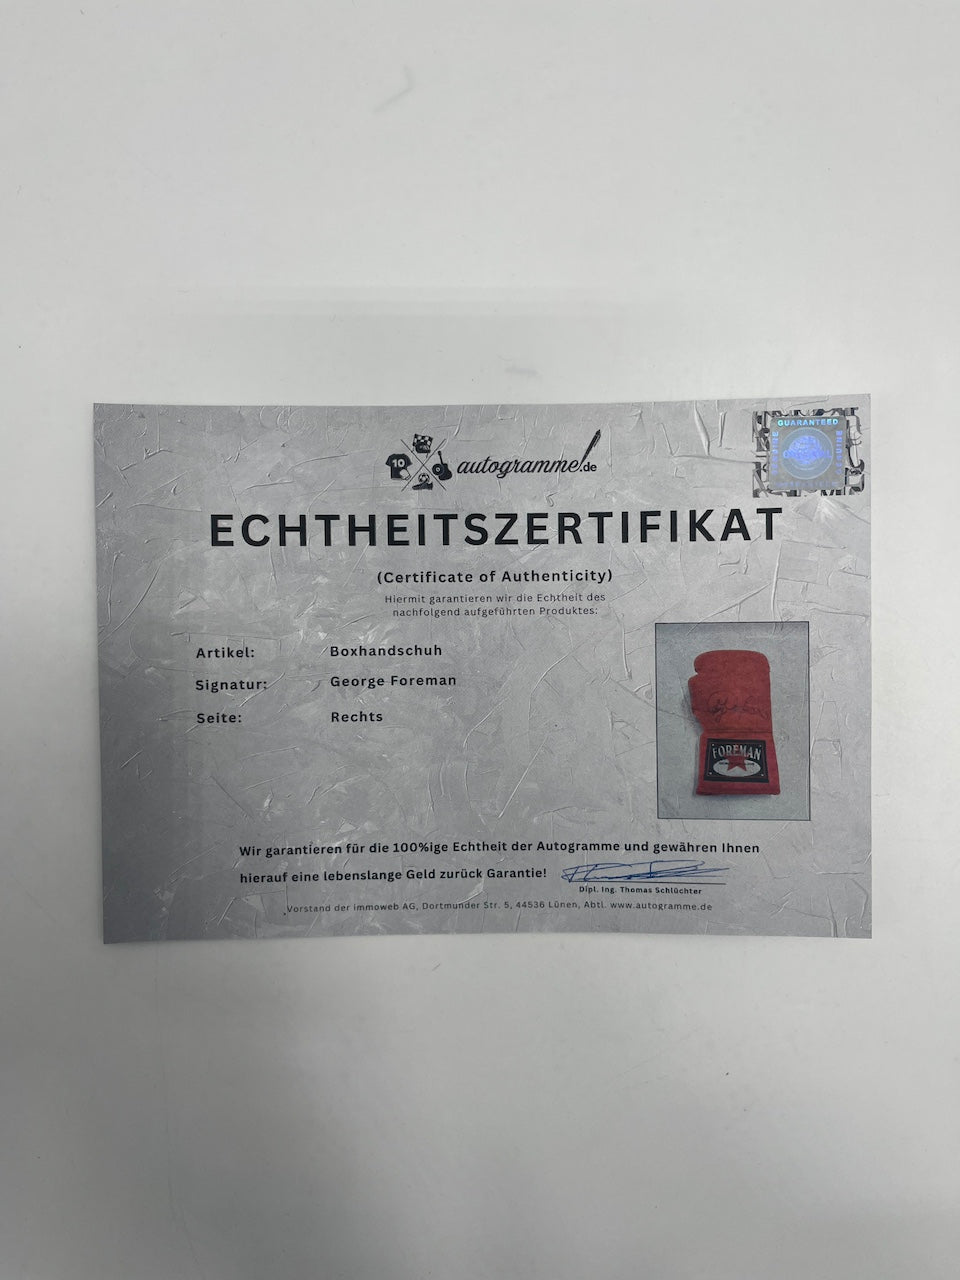 10
autogramme.de
GUARANTEED
GENUINE
ECHTHEITSZERTIFIKAT
(Certificate of Authenticity)
Hiermit garantieren wir die Echtheit des
nachfolgend aufgeführten Produktes:
Artikel: Boxhandschuh
Signatur: George Foreman
Seite: Rechts
FOREMAN
Wir garantieren für die 100%ige Echtheit der Autogramme und gewähren Ihnen
hierauf eine lebenslange Geld zurück Garantie!
Dipl. Ing. Thomas Schlüchter
Vorstand der immoweb AG, Dortmunder Str. 5, 44536 Lünen, Abtl. www.autogramme.de